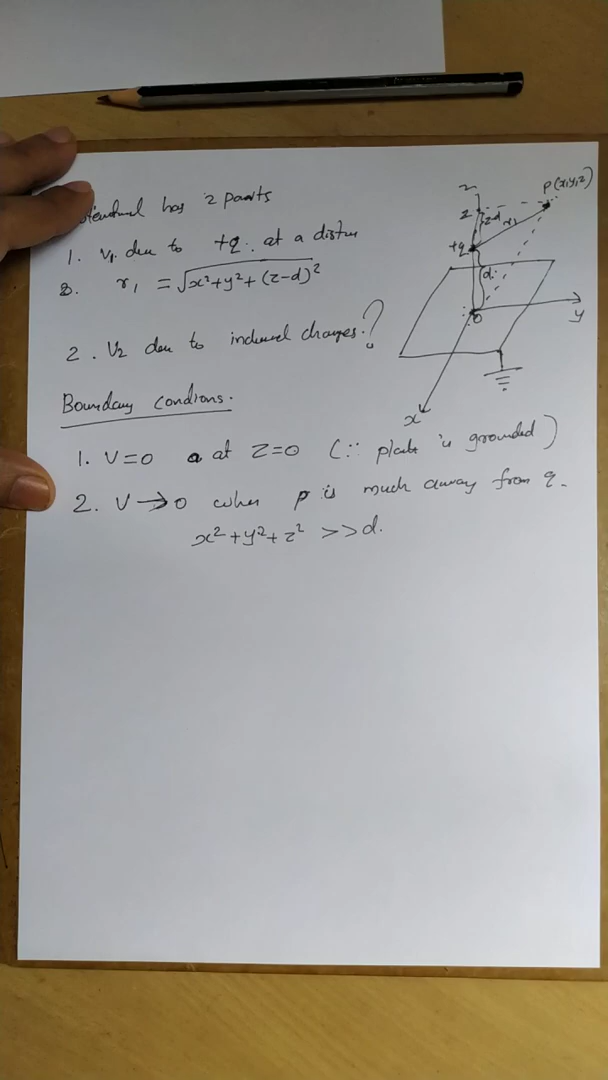 has 2 parts
1. V₁ due to +q at a distan
r₁ = √x²+y²+(z-d)²
2. V₂ due to induced charges.?
Boundary Condions.
1. V=0 at z=0 (∵ plate is grounded)
2. V→0 when p is much away from q.
x²+y²+z² >>d.
z
P(x,y,z)
z
z-d
r₁
+q
d
O
y
x